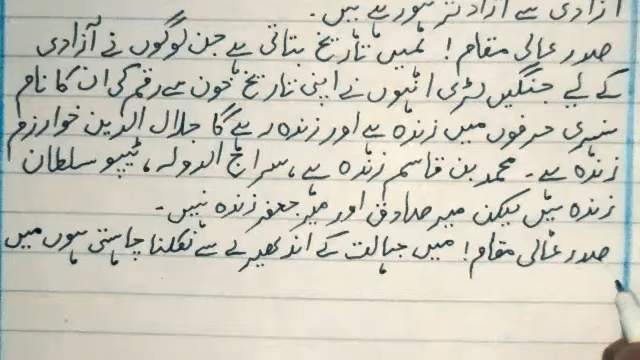 آزادی سے آزاد تر ہو رہے ہیں۔
صدر عالی مقام! ہمیں تاریخ بتاتی ہے جن لوگوں نے آزادی
کے لیے جنگیں لڑی انہوں نے اپنی تاریخ خون سے رقم کی ان کا نام
سنہری حرفوں میں زندہ ہے اور زندہ رہے گا جلال الدین خوارزم
زندہ ہے۔ محمد بن قاسم زندہ ہے، سراج الدولہ، ٹیپو سلطان
زندہ ہیں لیکن میر صادق اور میر جعفر زندہ نہیں۔
صدر عالی مقام! میں جہالت کے اندھیرے سے نکلنا چاہتی ہوں میں